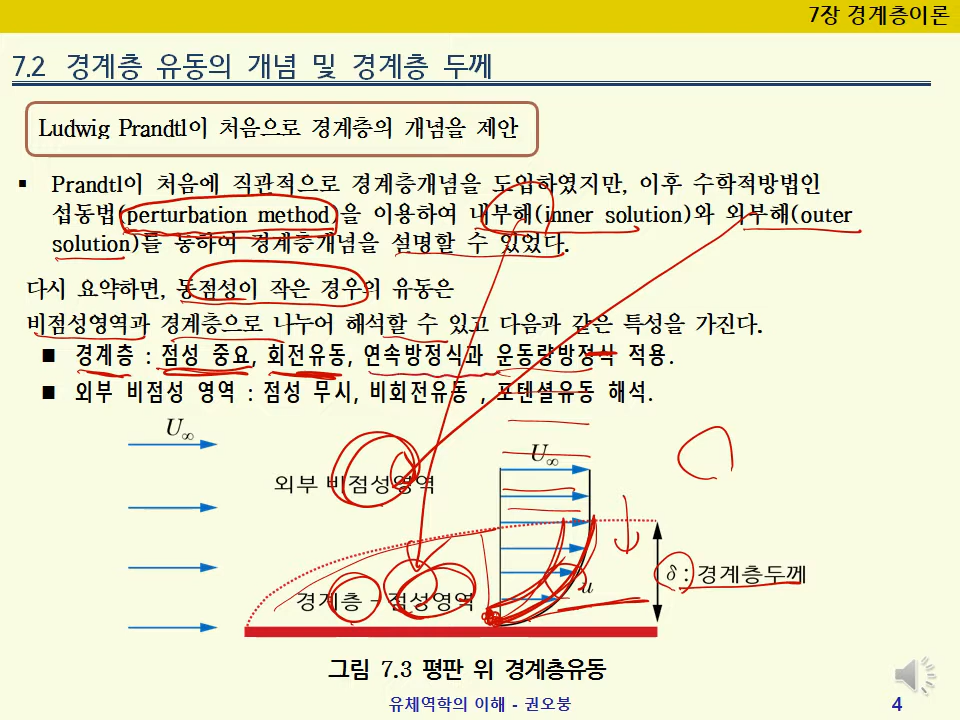 7장 경계층이론
7.2 경계층 유동의 개념 및 경계층 두께
Ludwig Prandtl이 처음으로 경계층의 개념을 제안
▪ Prandtl이 처음에 직관적으로 경계층개념을 도입하였지만, 이후 수학적방법인
섭동법(perturbation method)을 이용하여 내부해(inner solution)와 외부해(outer
solution)를 통하여 경계층개념을 설명할 수 있었다.
다시 요약하면, 동점성이 작은 경우의 유동은
비점성영역과 경계층으로 나누어 해석할 수 있고 다음과 같은 특성을 가진다.
■ 경계층 : 점성 중요, 회전유동, 연속방정식과 운동량방정식 적용.
■ 외부 비점성 영역 : 점성 무시, 비회전유동 , 포텐셜유동 해석.
U∞
U∞
외부 비점성영역
δ : 경계층두께
경계층 - 점성영역
u
그림 7.3 평판 위 경계층유동
유체역학의 이해 - 권오붕
4